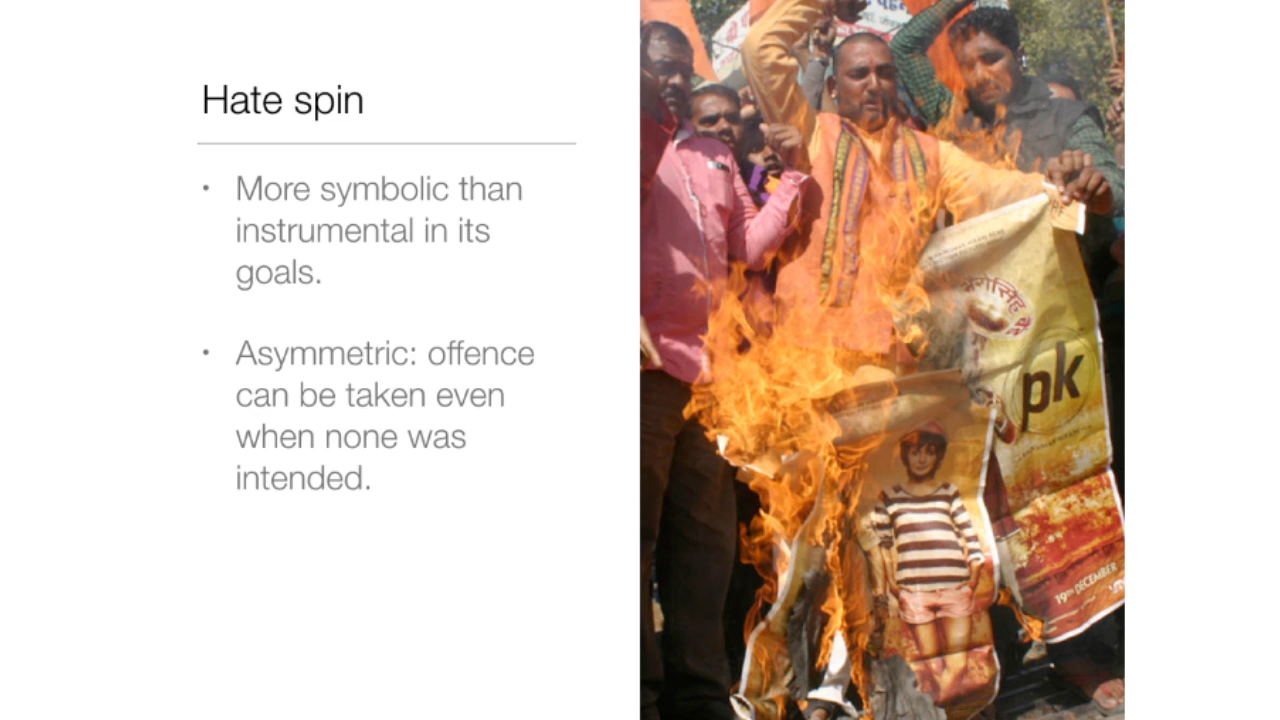 Hate spin
• More symbolic than
instrumental in its
goals.
• Asymmetric: offence
can be taken even
when none was
intended.
pk
19TH DECEMBER